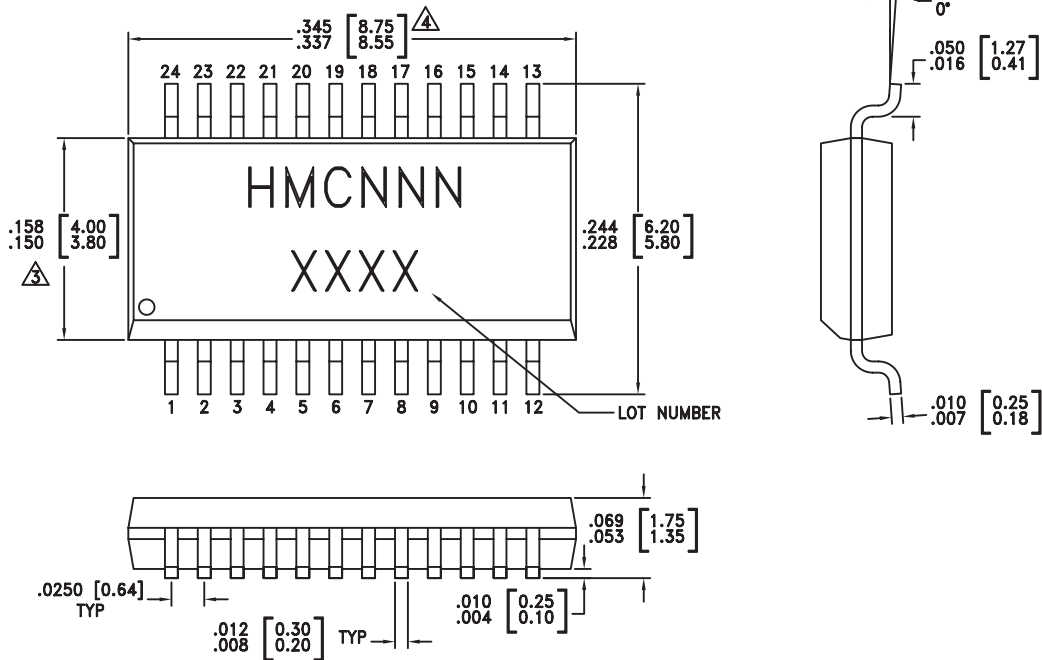 .345 [8.75]
.337 [8.55]
4
0°
.050 [1.27]
.016 [0.41]
24 23 22 21 20 19 18 17 16 15 14 13
HMCNNN
XXXX
.158 [4.00]
.150 [3.80]
3
.244 [6.20]
.228 [5.80]
1 2 3 4 5 6 7 8 9 10 11 12
LOT NUMBER
.010 [0.25]
.007 [0.18]
.069 [1.75]
.053 [1.35]
.0250 [0.64]
TYP
.010 [0.25]
.004 [0.10]
.012 [0.30]
.008 [0.20]
TYP